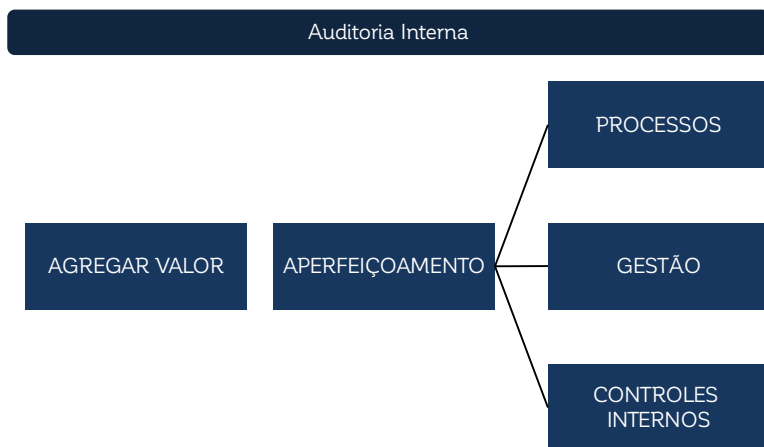 Auditoria Interna
PROCESSOS
AGREGAR VALOR
APERFEIÇOAMENTO
GESTÃO
CONTROLES
INTERNOS